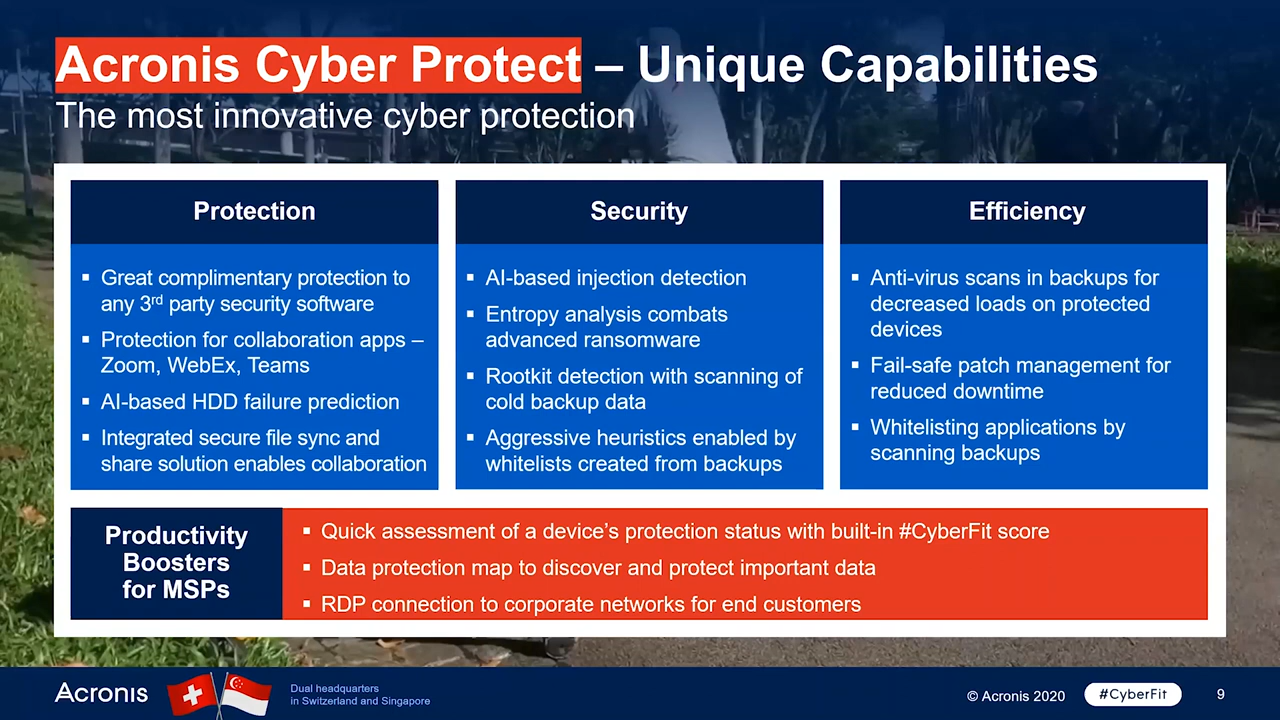 Acronis Cyber Protect – Unique Capabilities
The most innovative cyber protection
Protection
▪ Great complimentary protection to
any 3rd party security software
▪ Protection for collaboration apps –
Zoom, WebEx, Teams
▪ AI-based HDD failure prediction
▪ Integrated secure file sync and
share solution enables collaboration
Security
▪ AI-based injection detection
▪ Entropy analysis combats
advanced ransomware
▪ Rootkit detection with scanning of
cold backup data
▪ Aggressive heuristics enabled by
whitelists created from backups
Efficiency
▪ Anti-virus scans in backups for
decreased loads on protected
devices
▪ Fail-safe patch management for
reduced downtime
▪ Whitelisting applications by
scanning backups
Productivity
Boosters
for MSPs
▪ Quick assessment of a device’s protection status with built-in #CyberFit score
▪ Data protection map to discover and protect important data
▪ RDP connection to corporate networks for end customers
Acronis
Dual headquarters
in Switzerland and Singapore
© Acronis 2020
#CyberFit
9